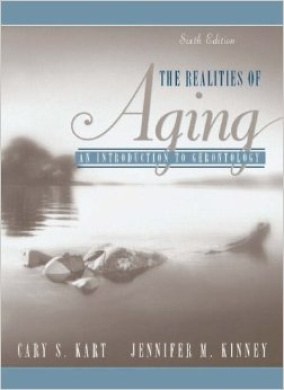 Sixth Edition
THE REALITIES OF
Aging
AN INTRODUCTION TO GERONTOLOGY
CARY S. KART JENNIFER M. KINNEY